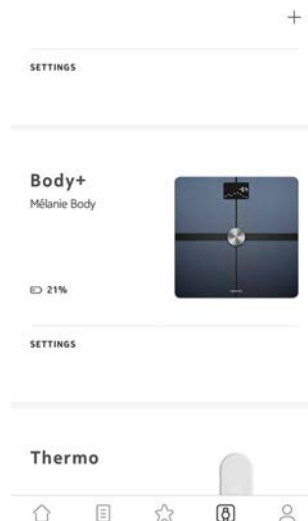 SETTINGS
Body+
Mélanie Body
21%
SETTINGS
Thermo